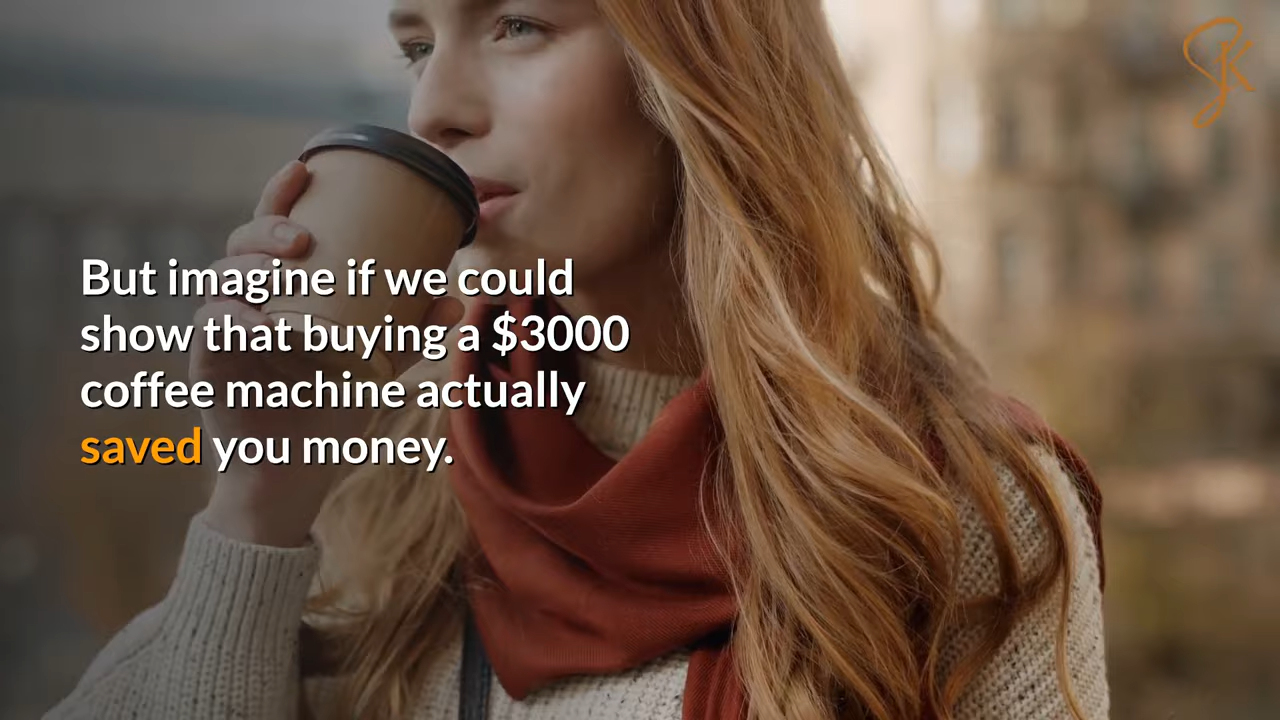 But imagine if we could
show that buying a $3000
coffee machine actually
saved you money.